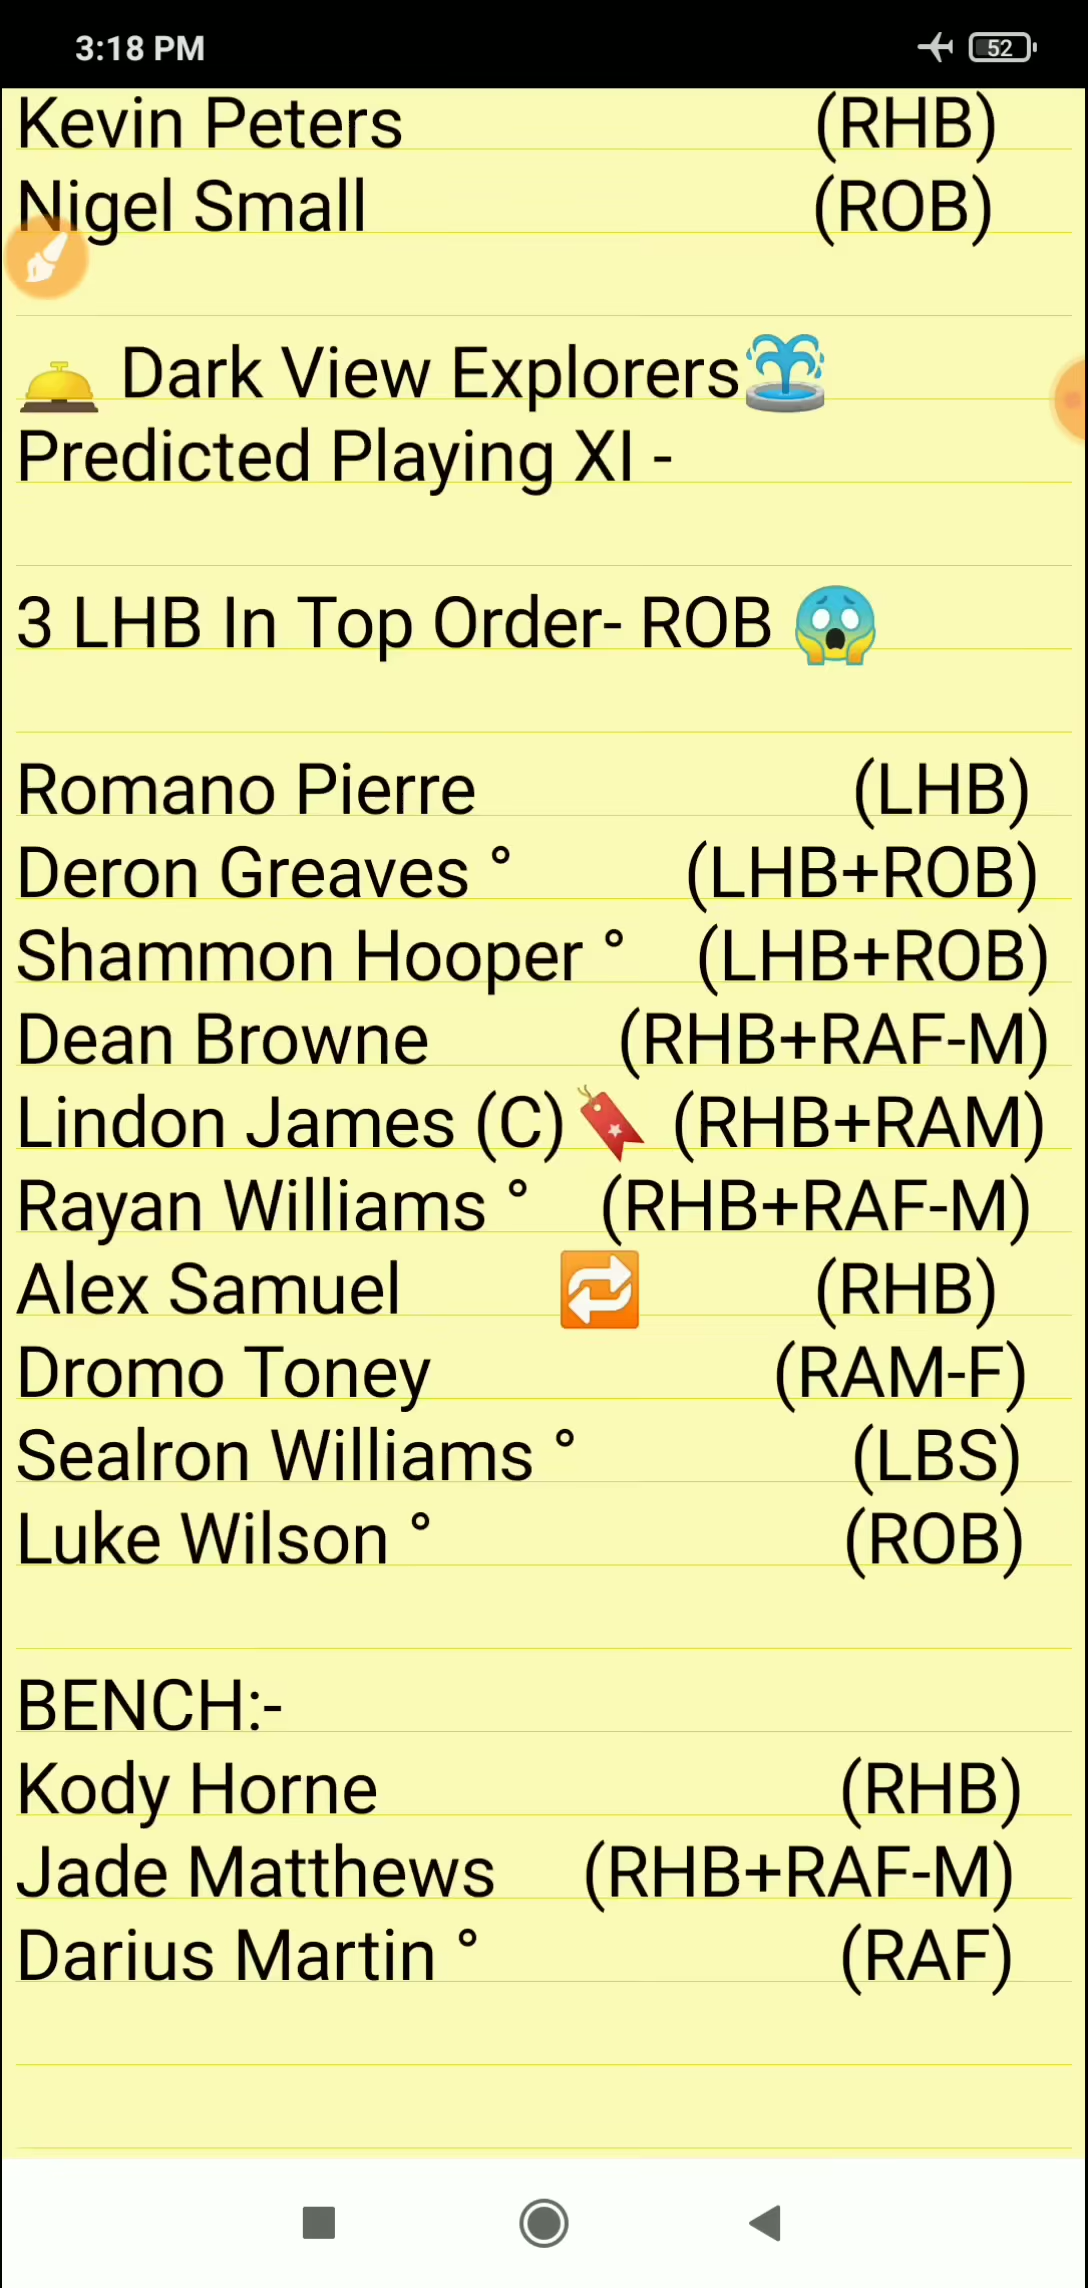 3:18 PM 52
Kevin Peters (RHB)
Nigel Small (ROB)
🛎 Dark View Explorers⛲
Predicted Playing XI -
3 LHB In Top Order- ROB 😱
Romano Pierre (LHB)
Deron Greaves ° (LHB+ROB)
Shammon Hooper ° (LHB+ROB)
Dean Browne (RHB+RAF-M)
Lindon James (C)🔖 (RHB+RAM)
Rayan Williams ° (RHB+RAF-M)
Alex Samuel 🔁 (RHB)
Dromo Toney (RAM-F)
Sealron Williams ° (LBS)
Luke Wilson ° (ROB)
BENCH:-
Kody Horne (RHB)
Jade Matthews (RHB+RAF-M)
Darius Martin ° (RAF)